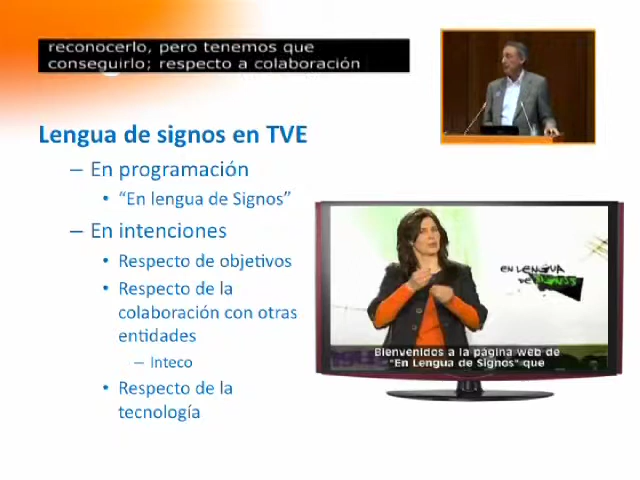 reconocerlo, pero tenemos que
conseguirlo; respecto a colaboración
Lengua de signos en TVE
– En programación
• “En lengua de Signos”
– En intenciones
• Respecto de objetivos
• Respecto de la
colaboración con otras
entidades
– Inteco
• Respecto de la
tecnología
EN LENGUA
DE SIGNOS
Bienvenidos a la página web de
"En Lengua de Signos" que